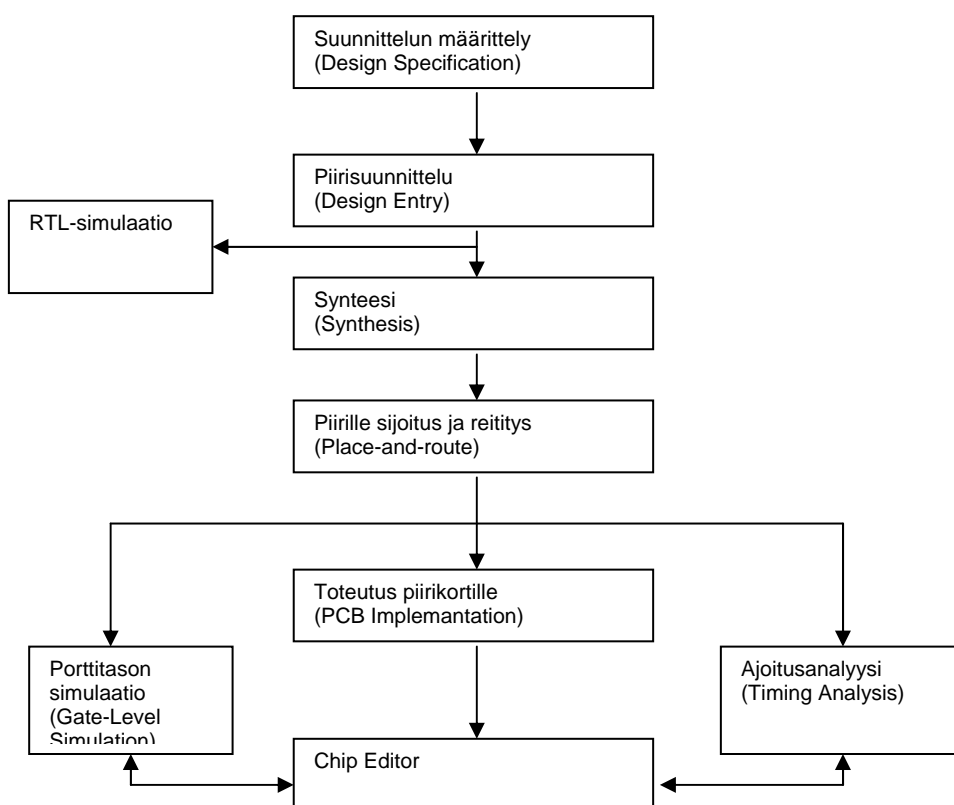 Suunnittelun määrittely
(Design Specification)
Piirisuunnittelu
(Design Entry)
RTL-simulaatio
Synteesi
(Synthesis)
Piirille sijoitus ja reititys
(Place-and-route)
Toteutus piirikortille
(PCB Implemantation)
Porttitason
simulaatio
(Gate-Level
Simulation)
Ajoitusanalyysi
(Timing Analysis)
Chip Editor